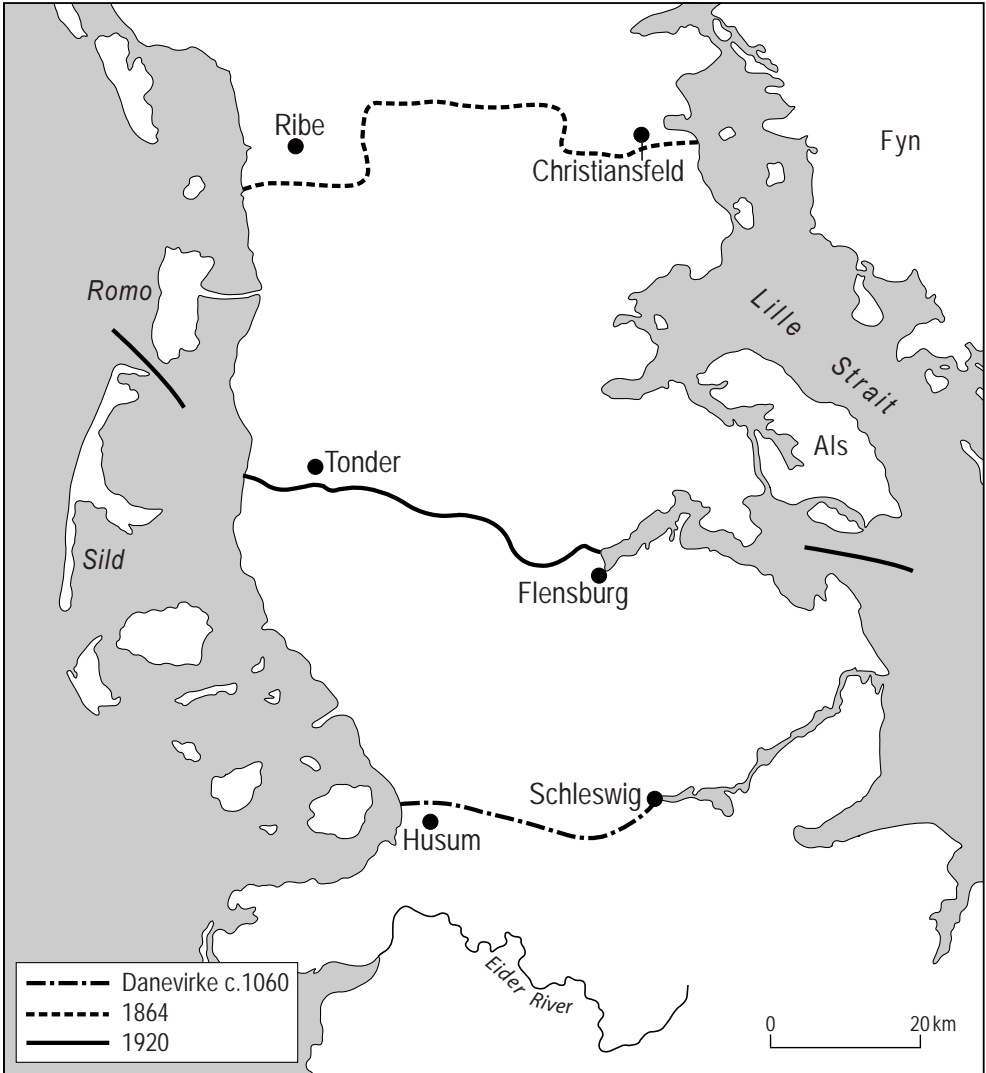 Ribe
Fyn
Christiansfeld
Romo
Lille
Strait
Als
Tonder
Sild
Flensburg
Schleswig
Husum
Eider River
Danevirke c.1060
1864
1920
0 20 km